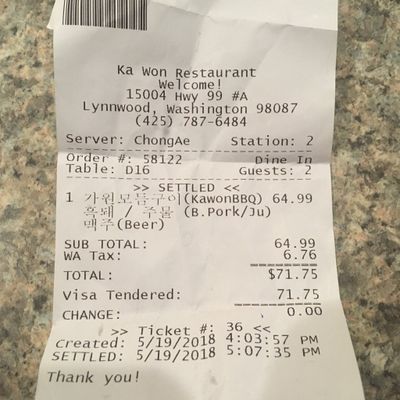 Ka Won Restaurant
Welcome!
15004 Hwy 99 #A
Lynnwood, Washington 98087
(425) 787-6484
Server: ChongAe Station: 2
Order #: 58122 Dine In
Table: D16 Guests: 2
>> SETTLED <<
1 가원모듬구이(KawonBBQ) 64.99
흑돼 / 주물 (B.Pork/Ju)
맥주(Beer)
SUB TOTAL: 64.99
WA Tax: 6.76
TOTAL: $71.75
Visa Tendered: 71.75
CHANGE: 0.00
>> Ticket #: 36 <<
Created: 5/19/2018 4:03:57 PM
SETTLED: 5/19/2018 5:07:35 PM
Thank you!